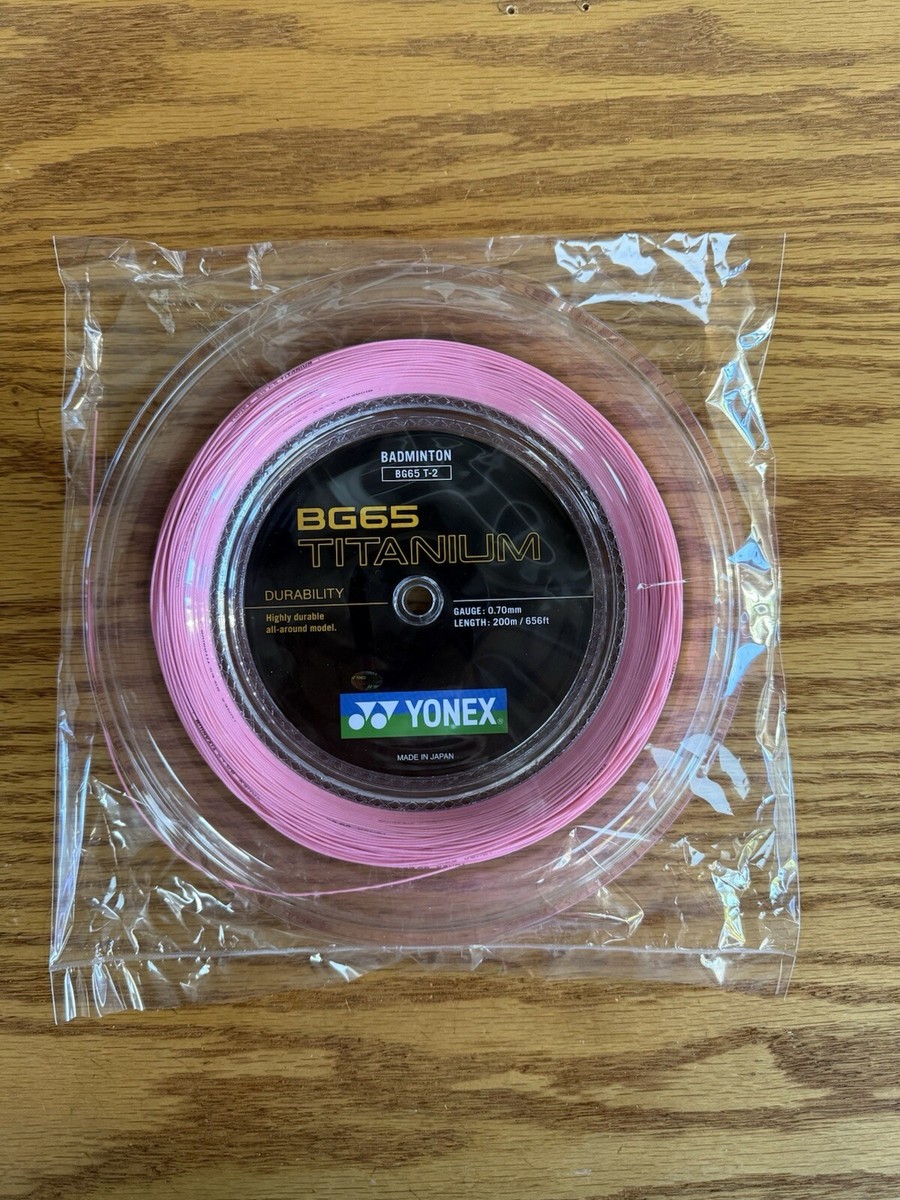 BADMINTON
BG65 T-2
BG65
TITANIUM
DURABILITY
Highly durable
all-around model.
GAUGE : 0.70mm
LENGTH : 200m / 656ft
YONEX
MADE IN JAPAN
TITANIUM